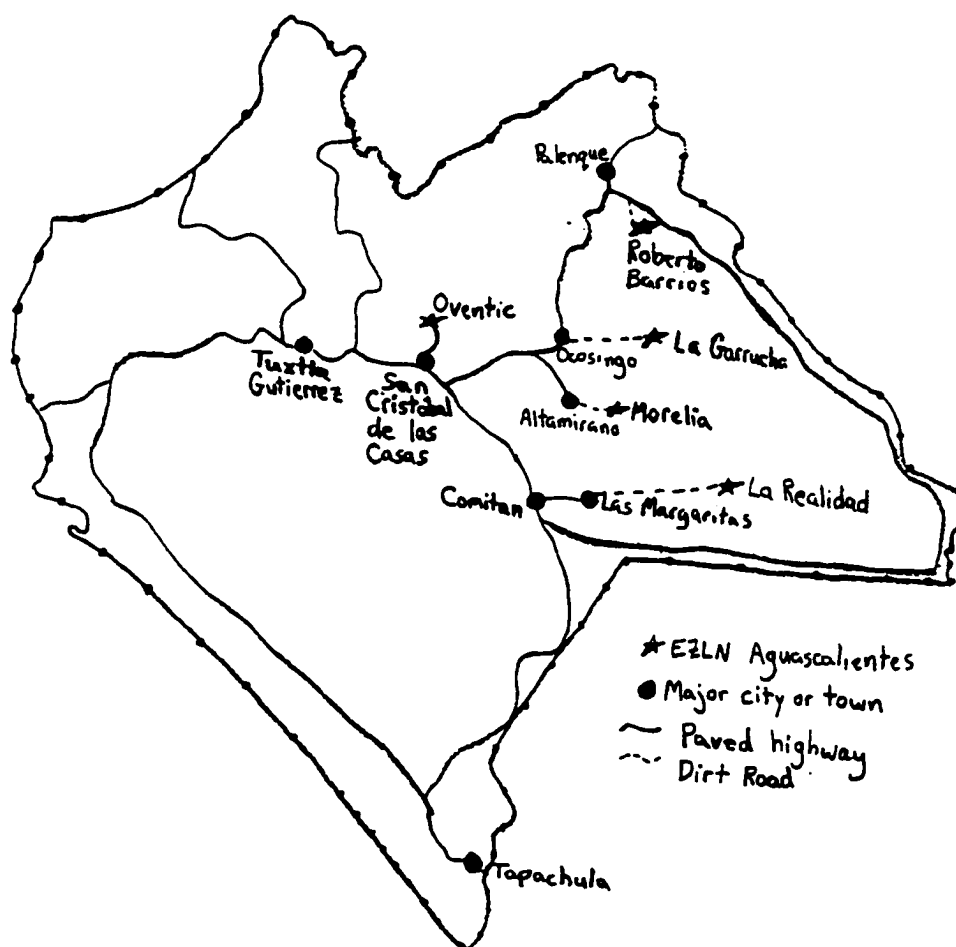 Palenque
Roberto
Barrios
Oventic
Ocosingo
La Garrucha
Tuxtla
Gutierrez
San
Cristobal
de las
Casas
Altamirano
Morelia
Comitan
Las Margaritas
La Realidad
EZLN Aguascalientes
Major city or town
Paved highway
Dirt Road
Tapachula